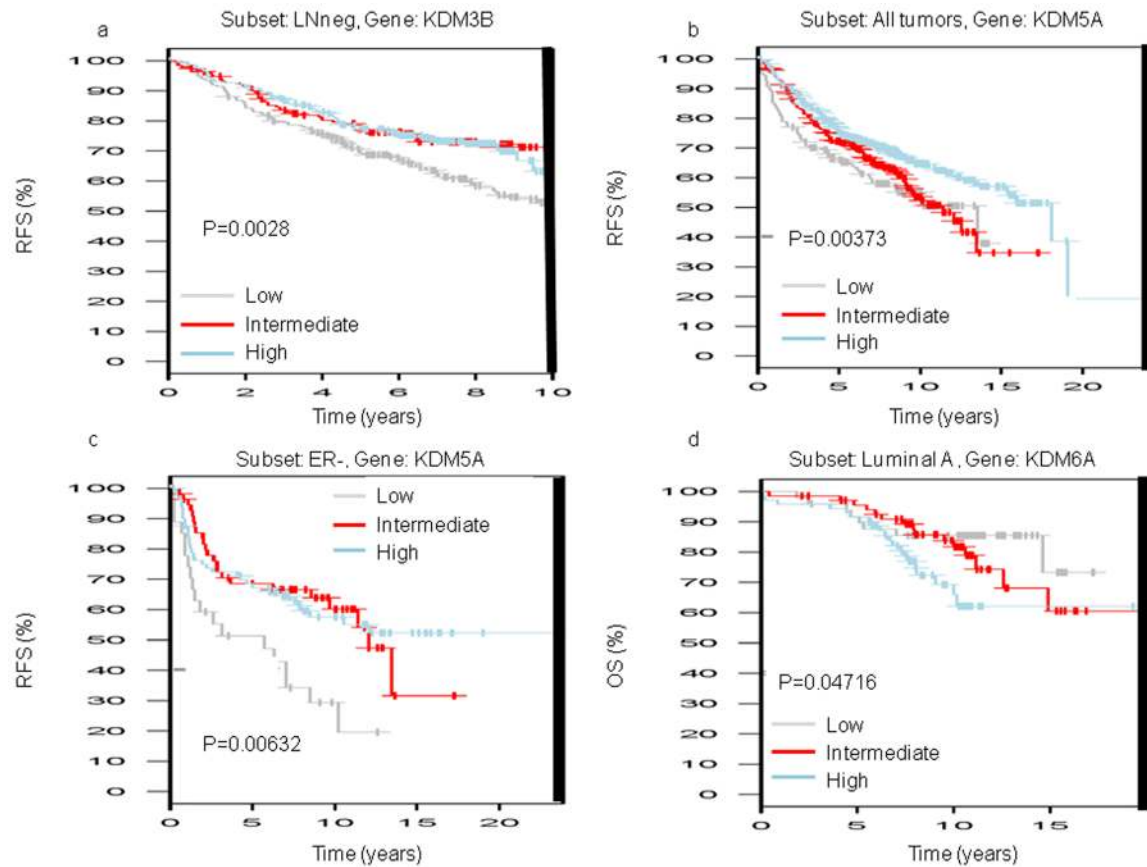 a
Subset: LNneg, Gene: KDM3B
100
90
80
70
60
50
40
30
20
10
0
RFS (%)
P=0.0028
Low
Intermediate
High
0 2 4 6 8 10
Time (years)
b
Subset: All tumors, Gene: KDM5A
100
90
80
70
60
50
40
30
20
10
0
RFS (%)
P=0.00373
Low
Intermediate
High
0 5 10 15 20
Time (years)
c
Subset: ER-, Gene: KDM5A
100
90
80
70
60
50
40
30
20
10
0
RFS (%)
Low
Intermediate
High
P=0.00632
0 5 10 15 20
Time (years)
d
Subset: Luminal A, Gene: KDM6A
100
90
80
70
60
50
40
30
20
10
0
OS (%)
P=0.04716
Low
Intermediate
High
0 5 10 15
Time (years)